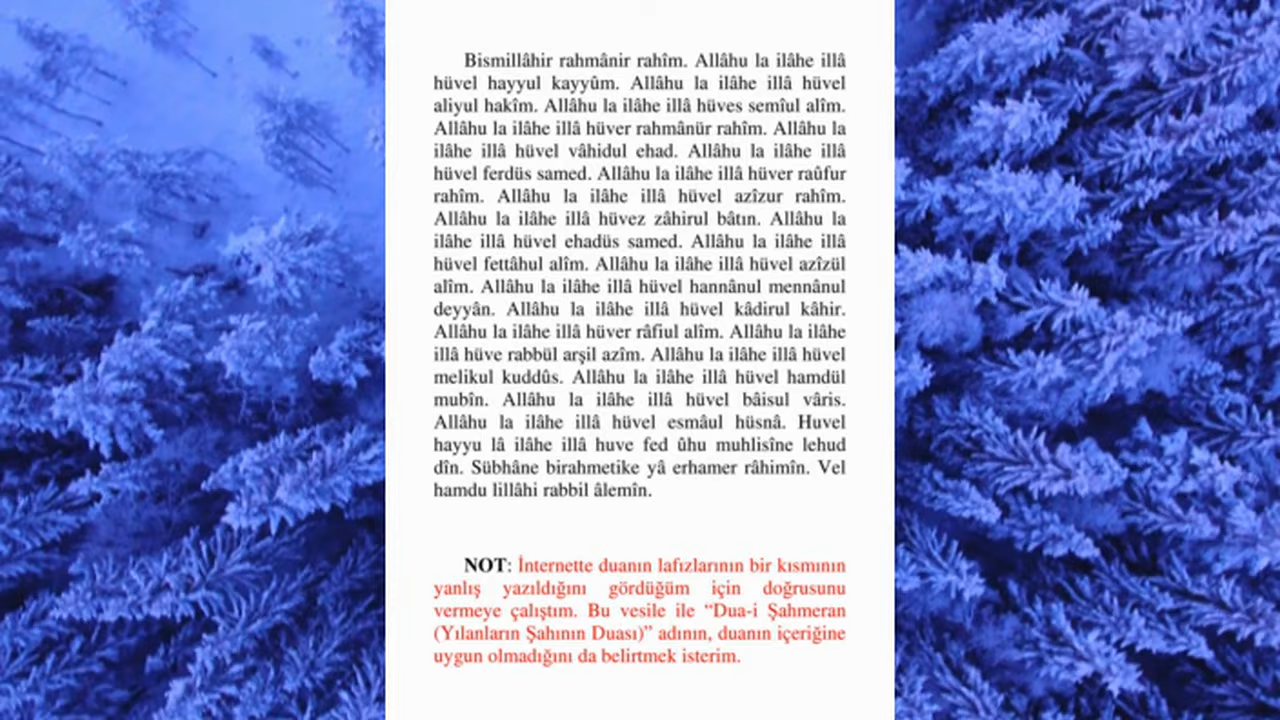 Bismillâhir rahmânir rahîm. Allâhu la ilâhe illâ
hüvel hayyul kayyûm. Allâhu la ilâhe illâ hüvel
aliyul hakîm. Allâhu la ilâhe illâ hüves semîul alîm.
Allâhu la ilâhe illâ hüver rahmânür rahîm. Allâhu la
ilâhe illâ hüvel vâhidul ehad. Allâhu la ilâhe illâ
hüvel ferdüs samed. Allâhu la ilâhe illâ hüver raûfur
rahîm. Allâhu la ilâhe illâ hüvel azîzur rahîm.
Allâhu la ilâhe illâ hüvez zâhirul bâtın. Allâhu la
ilâhe illâ hüvel ehadüs samed. Allâhu la ilâhe illâ
hüvel fettâhul alîm. Allâhu la ilâhe illâ hüvel azîzül
alîm. Allâhu la ilâhe illâ hüvel hannânul mennânul
deyyân. Allâhu la ilâhe illâ hüvel kâdirul kâhir.
Allâhu la ilâhe illâ hüver râfiul alîm. Allâhu la ilâhe
illâ hüve rabbül arşil azîm. Allâhu la ilâhe illâ hüvel
melikul kuddûs. Allâhu la ilâhe illâ hüvel hamdül
mubîn. Allâhu la ilâhe illâ hüvel bâisul vâris.
Allâhu la ilâhe illâ hüvel esmâul hüsnâ. Huvel
hayyu lâ ilâhe illâ huve fed ûhu muhlisîne lehud
dîn. Sübhâne birahmetike yâ erhamer râhimîn. Vel
hamdu lillâhi rabbil âlemîn.
NOT: İnternette duanın lafızlarının bir kısmının
yanlış yazıldığını gördüğüm için doğrusunu
vermeye çalıştım. Bu vesile ile “Dua-i Şahmeran
(Yılanların Şahının Duası)” adının, duanın içeriğine
uygun olmadığını da belirtmek isterim.